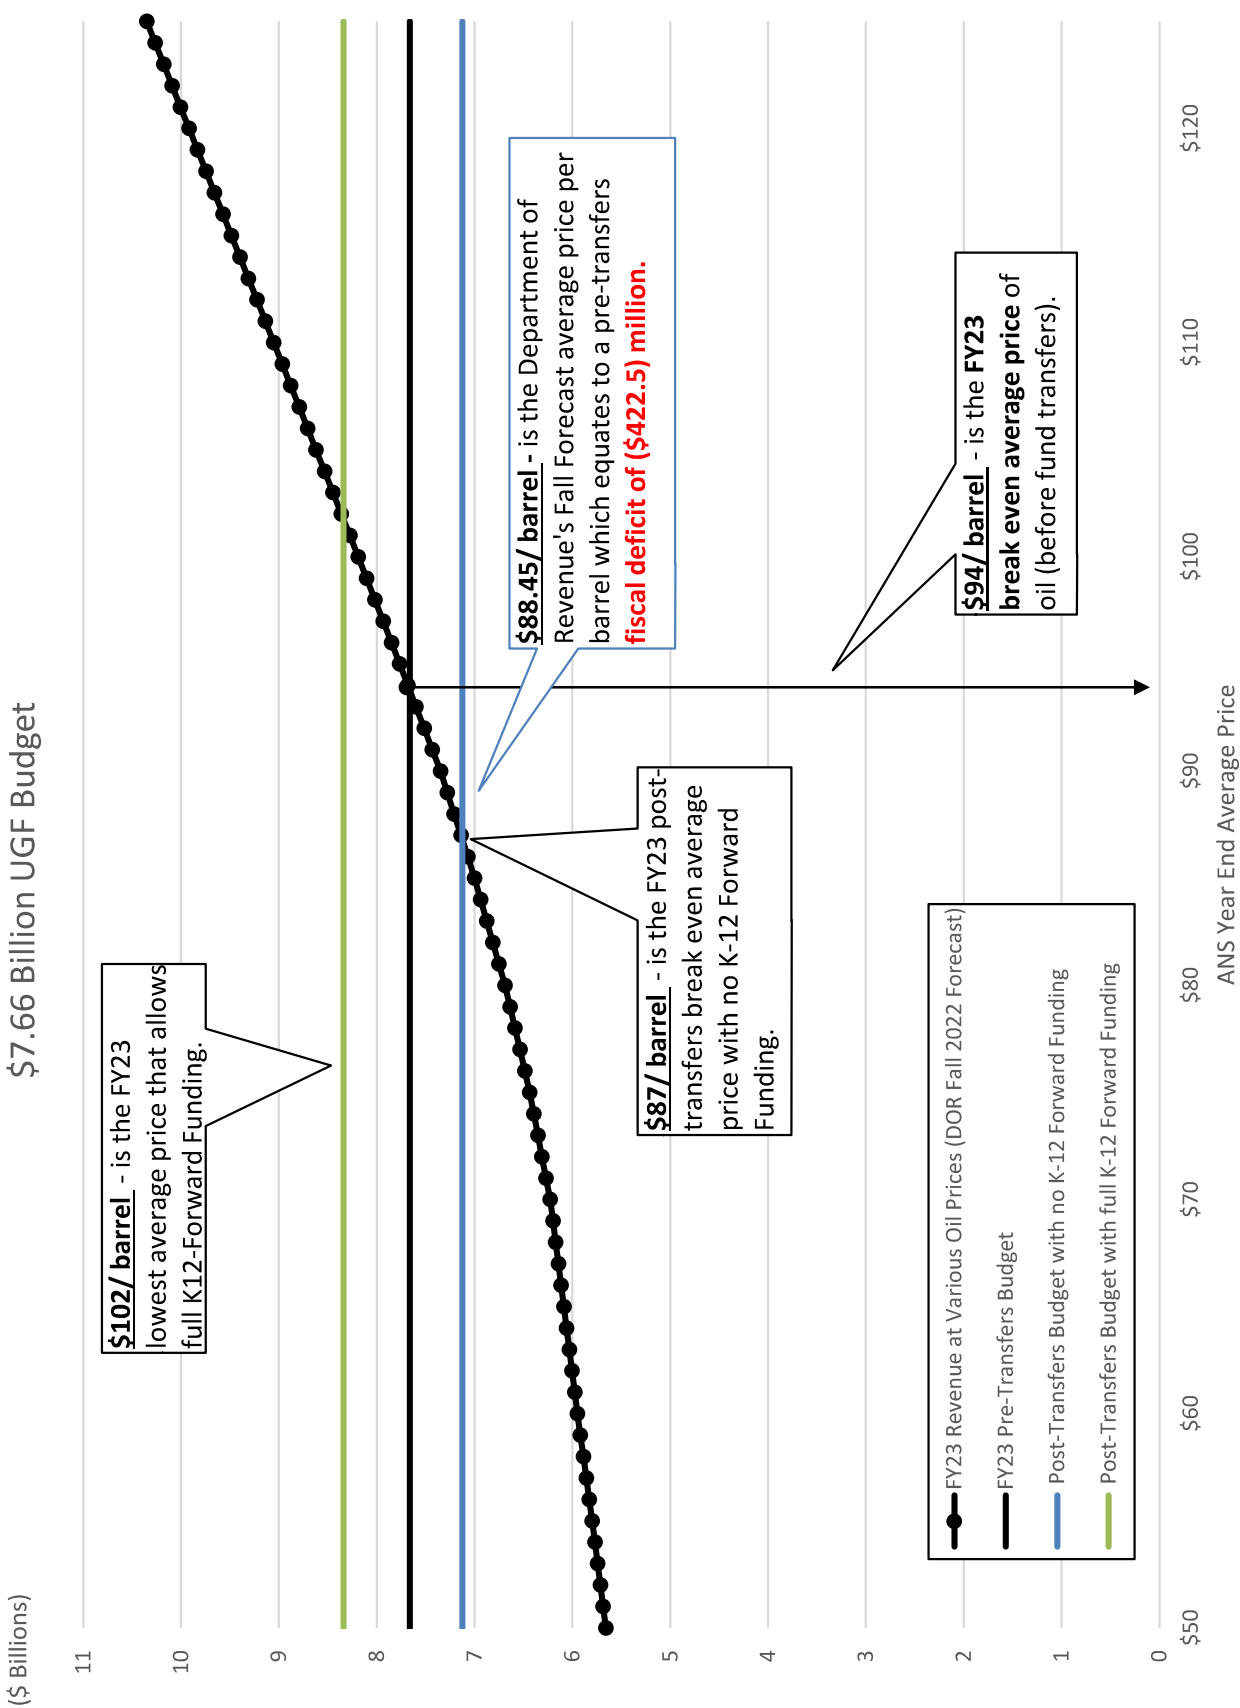 $7.66 Billion UGF Budget
($ Billions)
11
10
9
8
7
6
5
4
3
2
1
0
$102/ barrel - is the FY23
lowest average price that allows
full K12-Forward Funding.
$88.45/ barrel - is the Department of
Revenue's Fall Forecast average price per
barrel which equates to a pre-transfers
fiscal deficit of ($422.5) million.
$87/ barrel - is the FY23 post-
transfers break even average
price with no K-12 Forward
Funding.
$94/ barrel - is the FY23
break even average price of
oil (before fund transfers).
FY23 Revenue at Various Oil Prices (DOR Fall 2022 Forecast)
FY23 Pre-Transfers Budget
Post-Transfers Budget with no K-12 Forward Funding
Post-Transfers Budget with full K-12 Forward Funding
$50
$60
$70
$80
$90
$100
$110
$120
ANS Year End Average Price